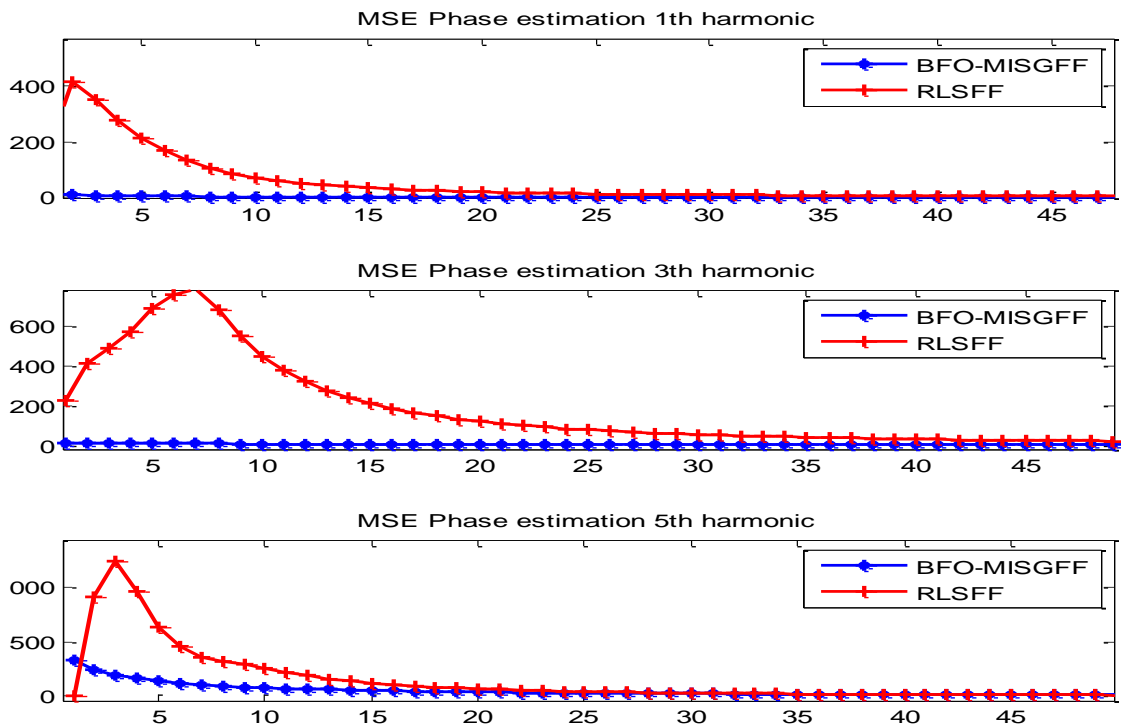 MSE Phase estimation 1th harmonic
BFO-MISGFF
RLSFF
400
200
0
5 10 15 20 25 30 35 40 45
MSE Phase estimation 3th harmonic
BFO-MISGFF
RLSFF
600
400
200
0
5 10 15 20 25 30 35 40 45
MSE Phase estimation 5th harmonic
BFO-MISGFF
RLSFF
000
500
0
5 10 15 20 25 30 35 40 45